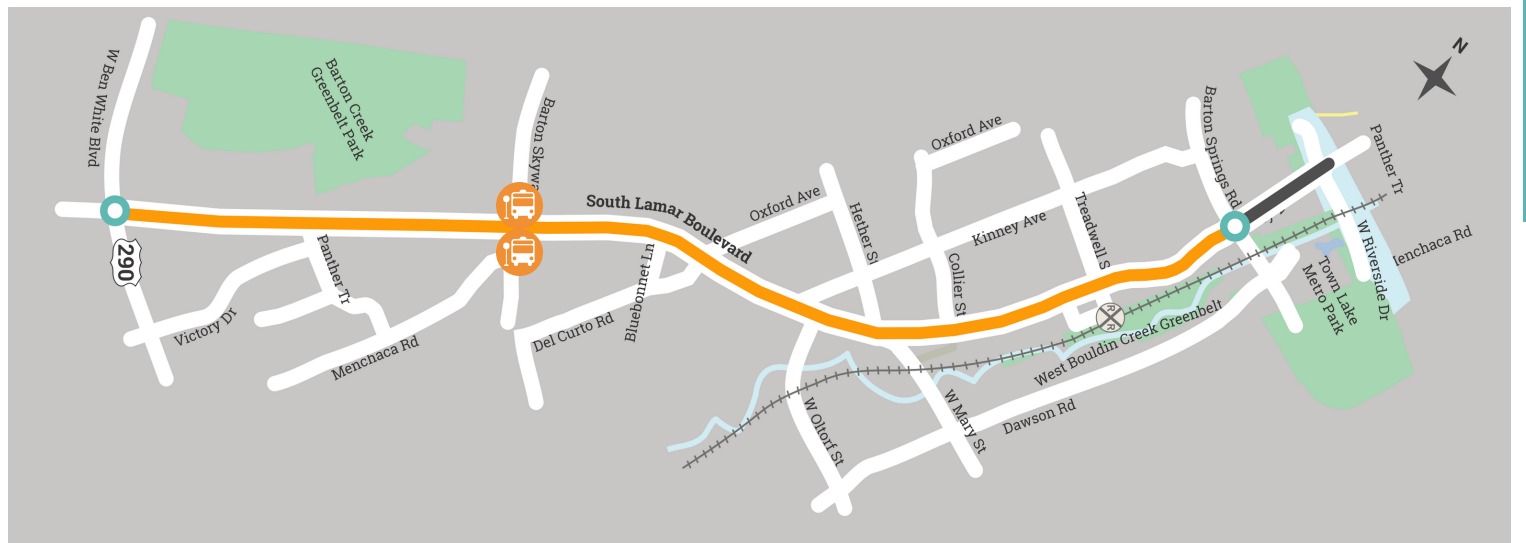 W Ben White Blvd
Barton Creek
Greenbelt Park
Barton Skywa
Oxford Ave
Barton Springs Rd
N
Panther Tr
South Lamar Boulevard
Oxford Ave
Hether St
Kinney Ave
Treadwell S
290
Panther Tr
Victory Dr
Menchaca Rd
Bluebonnet Ln
Del Curto Rd
Collier St
R R
W Riverside Dr
Menchaca Rd
Town Lake
Metro Park
West Bouldin Creek Greenbelt
Dawson Rd
W Oltorf St
W Mary St